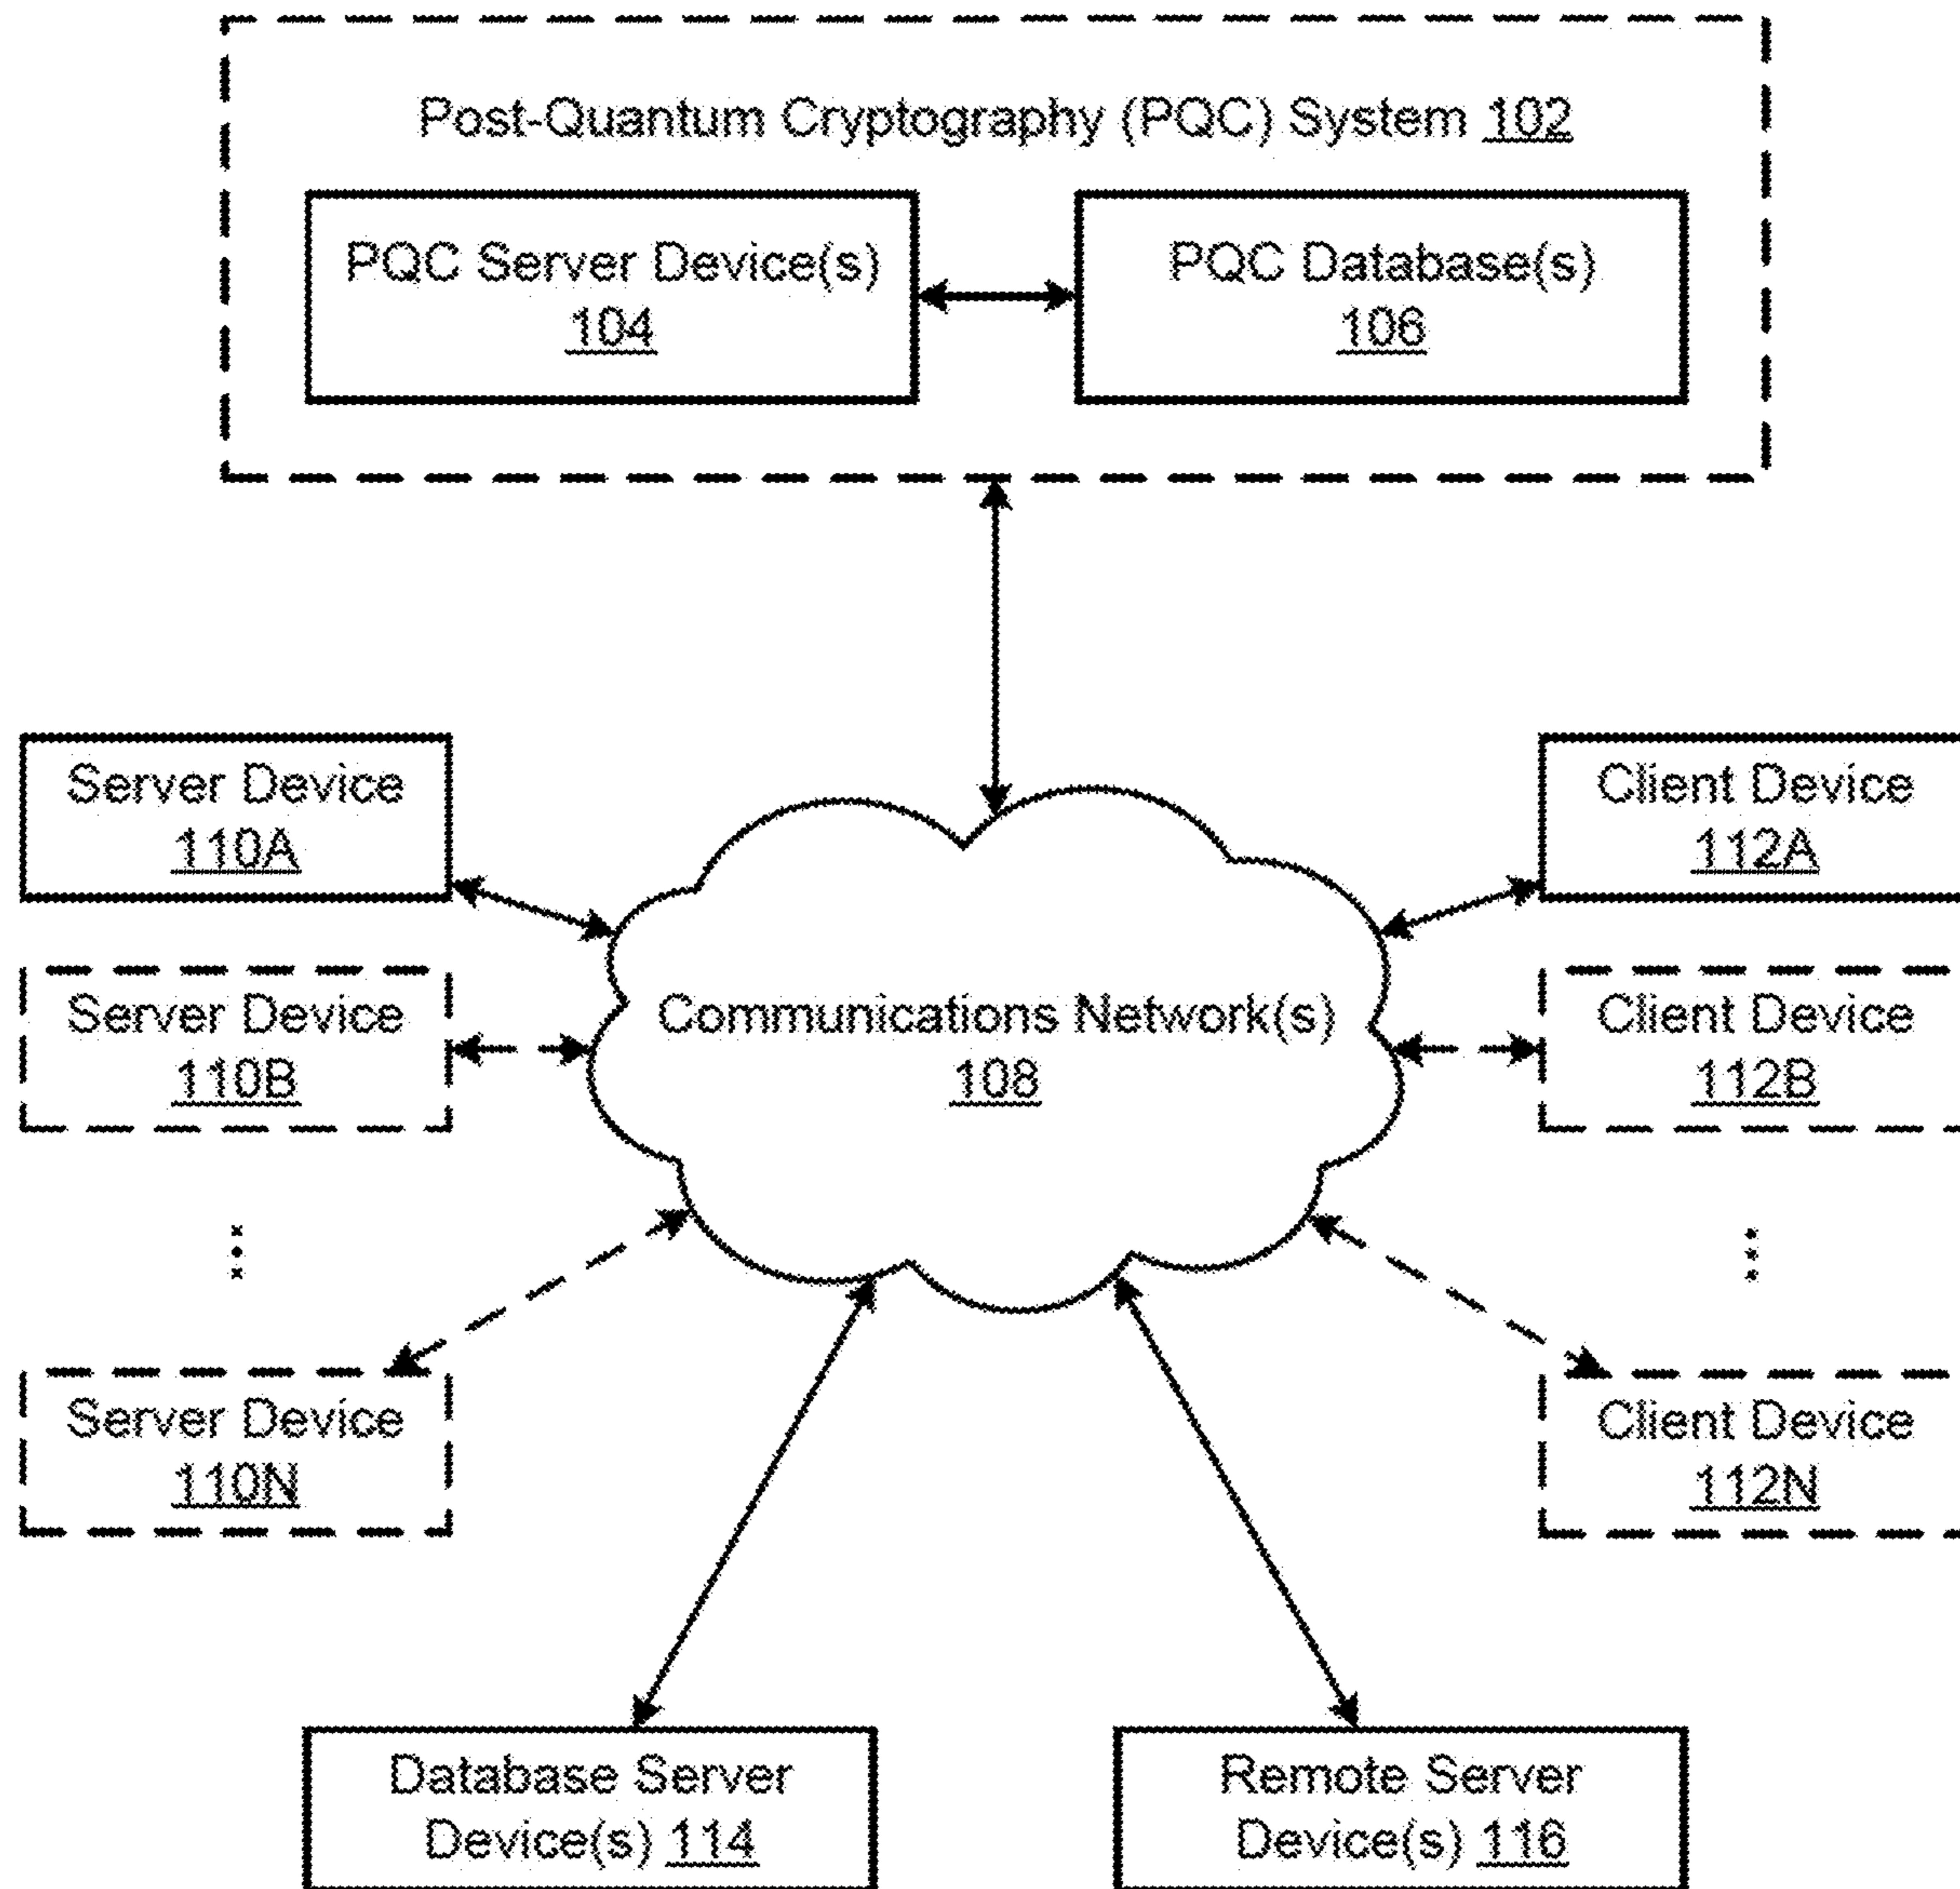 Post-Quantum Cryptography (PQC) System 102
PQC Server Device(s)
104
PQC Database(s)
106
Server Device
110A
Client Device
112A
Communications Network(s)
108
Server Device
110B
Client Device
112B
Server Device
110N
Client Device
112N
Database Server
Device(s) 114
Remote Server
Device(s) 116